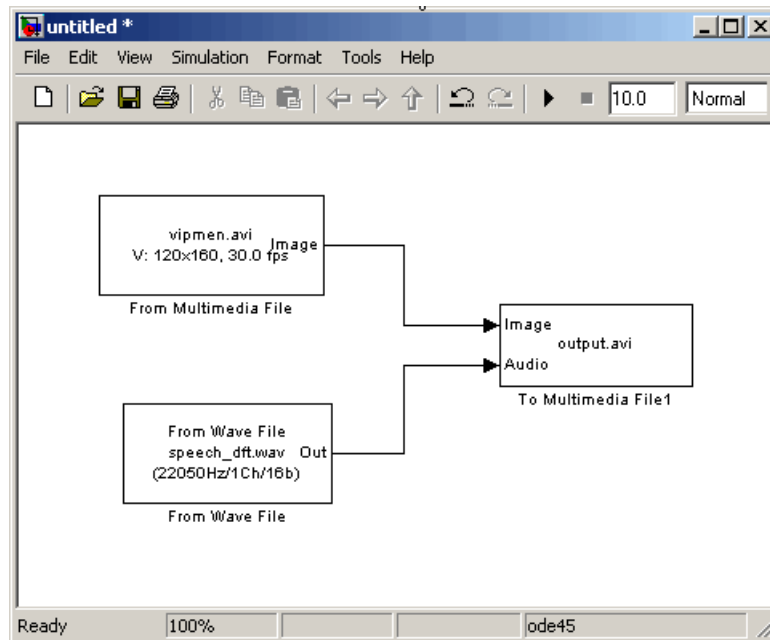 untitled *
File Edit View Simulation Format Tools Help
10.0 Normal
vipmen.avi
Image
V: 120x160, 30.0 fps
From Multimedia File
Image
output.avi
Audio
To Multimedia File1
From Wave File
speech_dft.wav Out
(22050Hz/1Ch/16b)
From Wave File
Ready 100% ode45